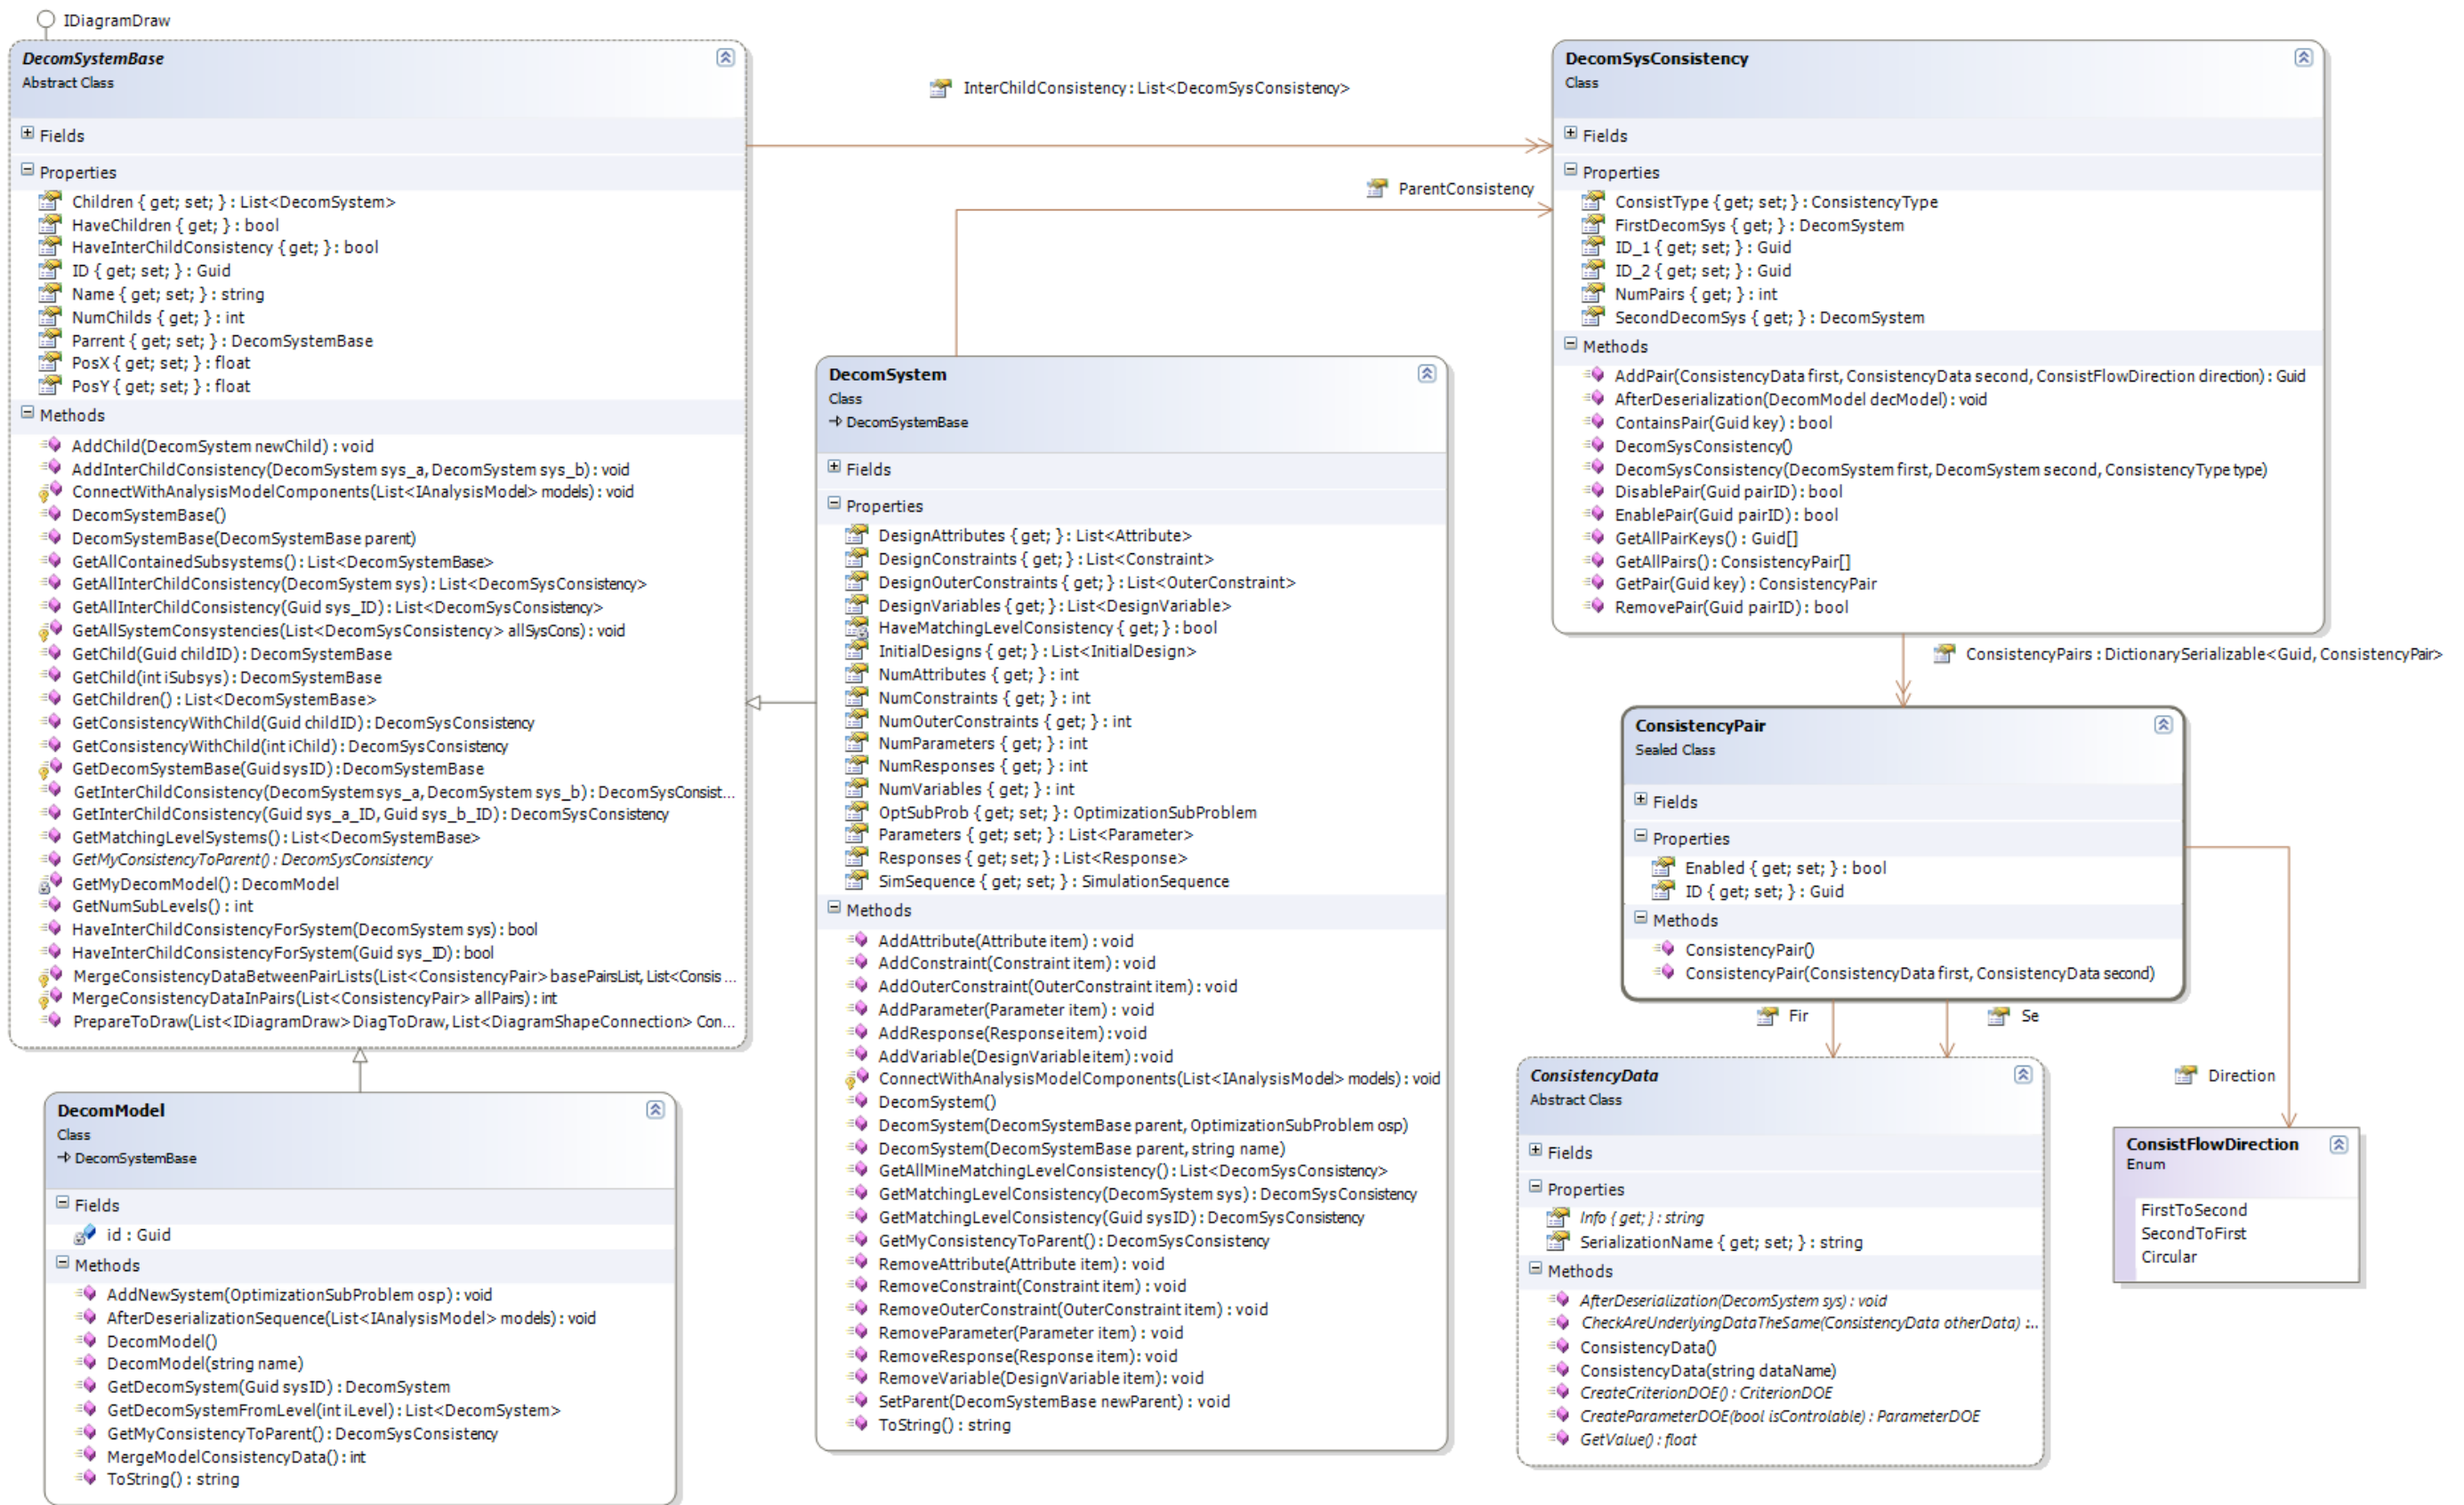 IDiagramDraw
DecomSystemBase
Abstract Class
Fields
Properties
Children { get; set; } : List<DecomSystem>
HaveChildren { get; } : bool
HaveInterChildConsistency { get; } : bool
ID { get; set; } : Guid
Name { get; set; } : string
NumChilds { get; } : int
Parrent { get; set; } : DecomSystemBase
PosX { get; set; } : float
PosY { get; set; } : float
Methods
AddChild(DecomSystem newChild) : void
AddInterChildConsistency(DecomSystem sys_a, DecomSystem sys_b) : void
ConnectWithAnalysisModelComponents(List<IAnalysisModel> models) : void
DecomSystemBase()
DecomSystemBase(DecomSystemBase parent)
GetAllContainedSubsystems() : List<DecomSystemBase>
GetAllInterChildConsistency(DecomSystem sys) : List<DecomSysConsistency>
GetAllInterChildConsistency(Guid sys_ID) : List<DecomSysConsistency>
GetAllSystemConsystencies(List<DecomSysConsistency> allSysCons) : void
GetChild(Guid childID) : DecomSystemBase
GetChild(int iSubsys) : DecomSystemBase
GetChildren() : List<DecomSystemBase>
GetConsistencyWithChild(Guid childID) : DecomSysConsistency
GetConsistencyWithChild(int iChild) : DecomSysConsistency
GetDecomSystemBase(Guid sysID) : DecomSystemBase
GetInterChildConsistency(DecomSystem sys_a, DecomSystem sys_b) : DecomSysConsist...
GetInterChildConsistency(Guid sys_a_ID, Guid sys_b_ID) : DecomSysConsistency
GetMatchingLevelSystems() : List<DecomSystemBase>
GetMyConsistencyToParent() : DecomSysConsistency
GetMyDecomModel() : DecomModel
GetNumSubLevels() : int
HaveInterChildConsistencyForSystem(DecomSystem sys) : bool
HaveInterChildConsistencyForSystem(Guid sys_ID) : bool
MergeConsistencyDataBetweenPairLists(List<ConsistencyPair> basePairsList, List<Consis ...
MergeConsistencyDataInPairs(List<ConsistencyPair> allPairs) : int
PrepareToDraw(List<IDiagramDraw> DiagToDraw, List<DiagramShapeConnection> Con...
DecomModel
Class
DecomSystemBase
Fields
id : Guid
Methods
AddNewSystem(OptimizationSubProblem osp) : void
AfterDeserializationSequence(List<IAnalysisModel> models) : void
DecomModel()
DecomModel(string name)
GetDecomSystem(Guid sysID) : DecomSystem
GetDecomSystemFromLevel(int iLevel) : List<DecomSystem>
GetMyConsistencyToParent() : DecomSysConsistency
MergeModelConsistencyData() : int
ToString() : string
InterChildConsistency : List<DecomSysConsistency>
ParentConsistency
DecomSystem
Class
DecomSystemBase
Fields
Properties
DesignAttributes { get; } : List<Attribute>
DesignConstraints { get; } : List<Constraint>
DesignOuterConstraints { get; } : List<OuterConstraint>
DesignVariables { get; } : List<DesignVariable>
HaveMatchingLevelConsistency { get; } : bool
InitialDesigns { get; } : List<InitialDesign>
NumAttributes { get; } : int
NumConstraints { get; } : int
NumOuterConstraints { get; } : int
NumParameters { get; } : int
NumResponses { get; } : int
NumVariables { get; } : int
OptSubProb { get; set; } : OptimizationSubProblem
Parameters { get; set; } : List<Parameter>
Responses { get; set; } : List<Response>
SimSequence { get; set; } : SimulationSequence
Methods
AddAttribute(Attribute item) : void
AddConstraint(Constraint item) : void
AddOuterConstraint(OuterConstraint item) : void
AddParameter(Parameter item) : void
AddResponse(Response item) : void
AddVariable(DesignVariable item) : void
ConnectWithAnalysisModelComponents(List<IAnalysisModel> models) : void
DecomSystem()
DecomSystem(DecomSystemBase parent, OptimizationSubProblem osp)
DecomSystem(DecomSystemBase parent, string name)
GetAllMineMatchingLevelConsistency() : List<DecomSysConsistency>
GetMatchingLevelConsistency(DecomSystem sys) : DecomSysConsistency
GetMatchingLevelConsistency(Guid sysID) : DecomSysConsistency
GetMyConsistencyToParent() : DecomSysConsistency
RemoveAttribute(Attribute item) : void
RemoveConstraint(Constraint item) : void
RemoveOuterConstraint(OuterConstraint item) : void
RemoveParameter(Parameter item) : void
RemoveResponse(Response item) : void
RemoveVariable(DesignVariable item) : void
SetParent(DecomSystemBase newParent) : void
ToString() : string
DecomSysConsistency
Class
Fields
Properties
ConsistType { get; set; } : ConsistencyType
FirstDecomSys { get; } : DecomSystem
ID_1 { get; set; } : Guid
ID_2 { get; set; } : Guid
NumPairs { get; } : int
SecondDecomSys { get; } : DecomSystem
Methods
AddPair(ConsistencyData first, ConsistencyData second, ConsistFlowDirection direction) : Guid
AfterDeserialization(DecomModel decModel) : void
ContainsPair(Guid key) : bool
DecomSysConsistency()
DecomSysConsistency(DecomSystem first, DecomSystem second, ConsistencyType type)
DisablePair(Guid pairID) : bool
EnablePair(Guid pairID) : bool
GetAllPairKeys() : Guid[]
GetAllPairs() : ConsistencyPair[]
GetPair(Guid key) : ConsistencyPair
RemovePair(Guid pairID) : bool
ConsistencyPairs : DictionarySerializable<Guid, ConsistencyPair>
ConsistencyPair
Sealed Class
Fields
Properties
Enabled { get; set; } : bool
ID { get; set; } : Guid
Methods
ConsistencyPair()
ConsistencyPair(ConsistencyData first, ConsistencyData second)
Fir
Se
Direction
ConsistencyData
Abstract Class
Fields
Properties
Info { get; } : string
SerializationName { get; set; } : string
Methods
AfterDeserialization(DecomSystem sys) : void
CheckAreUnderlyingDataTheSame(ConsistencyData otherData) :...
ConsistencyData()
ConsistencyData(string dataName)
CreateCriterionDOE() : CriterionDOE
CreateParameterDOE(bool isControlable) : ParameterDOE
GetValue() : float
ConsistFlowDirection
Enum
FirstToSecond
SecondToFirst
Circular